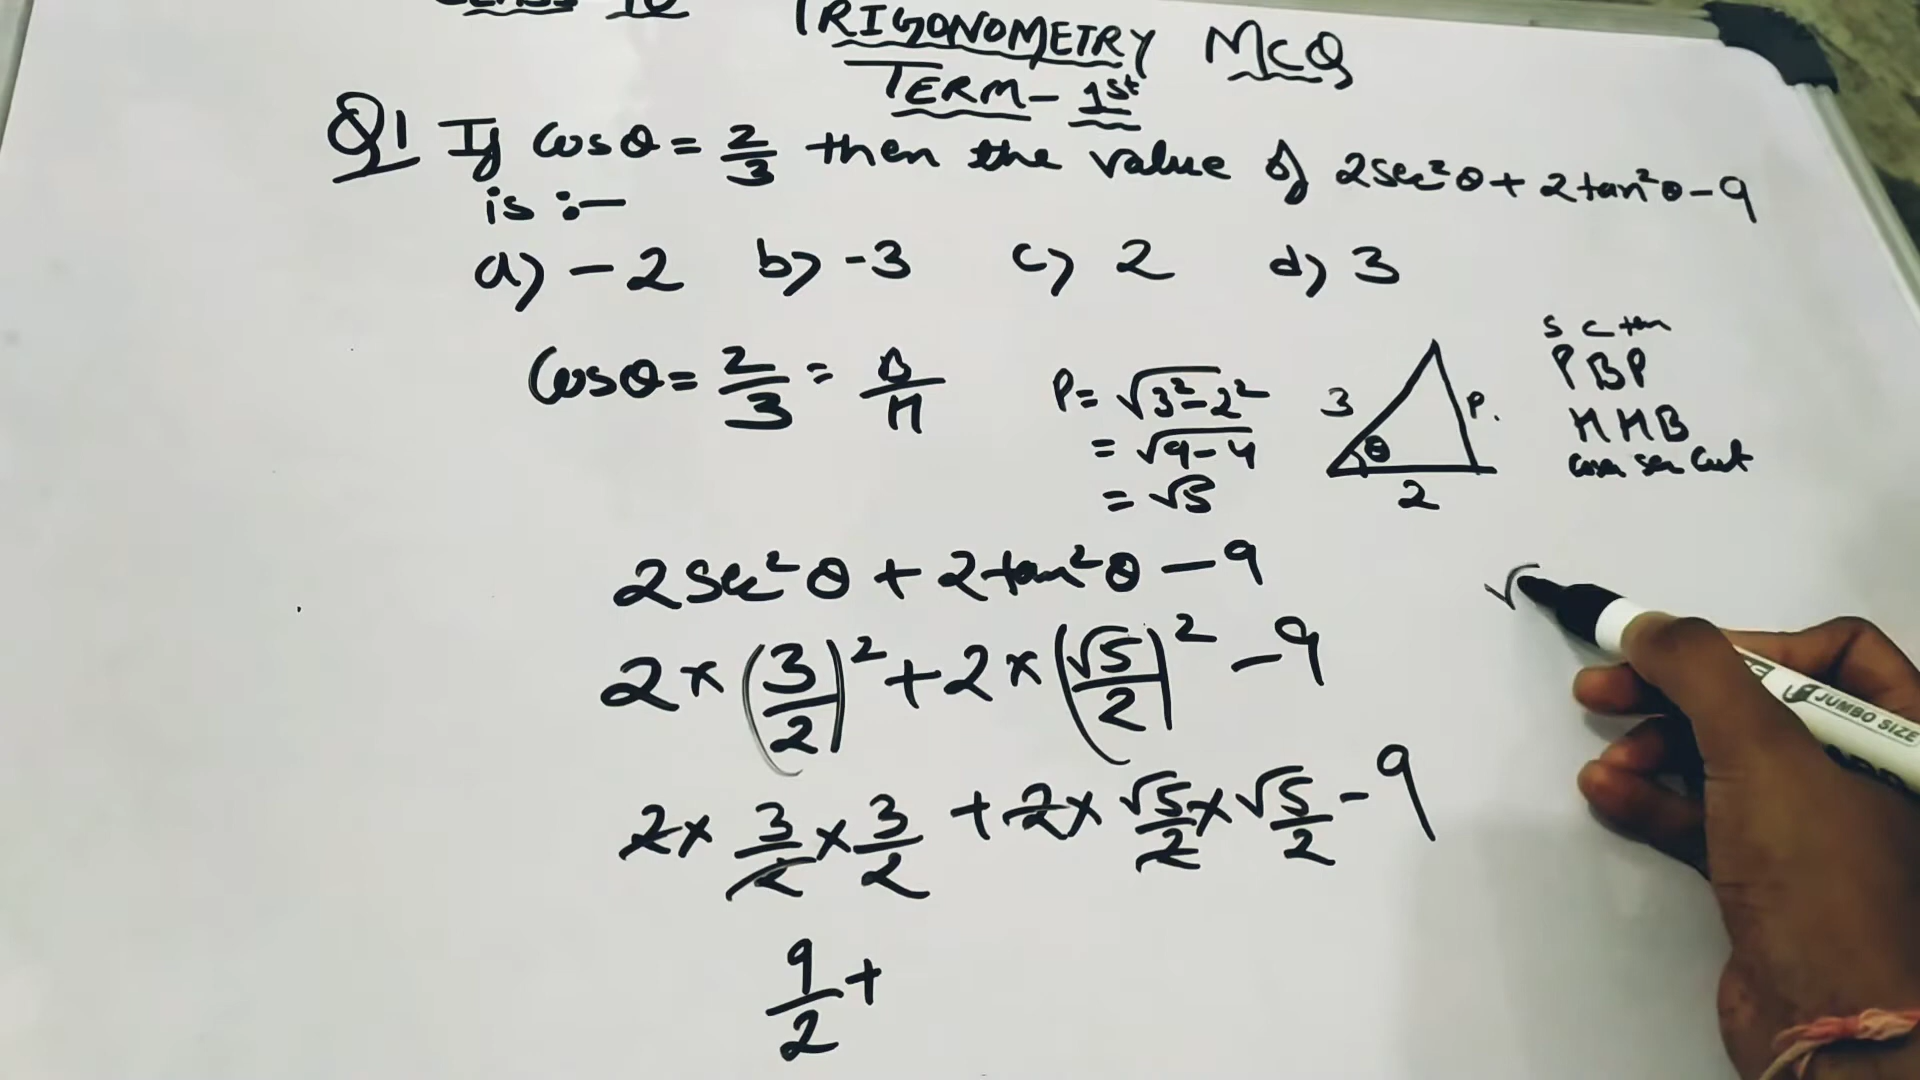 CLASS 10 TRIGONOMETRY MCQ
TERM - 1st
Q1 If Cosθ = 2/3 then the value of 2sec²θ + 2tan²θ - 9
is :-
a) -2 b) -3 c) 2 d) 3
Cosθ = 2/3 = B/H
P = √3²-2²
= √9-4
= √5
3 P.
θ
2
S C tan
P B P
H H B
Cosec Sec Cot
2sec²θ + 2tan²θ - 9
2 × (3/2)² + 2 × (√5/2)² - 9
2 × 3/2 × 3/2 + 2 × √5/2 × √5/2 - 9
9/2 +
√
JUMBO SIZE